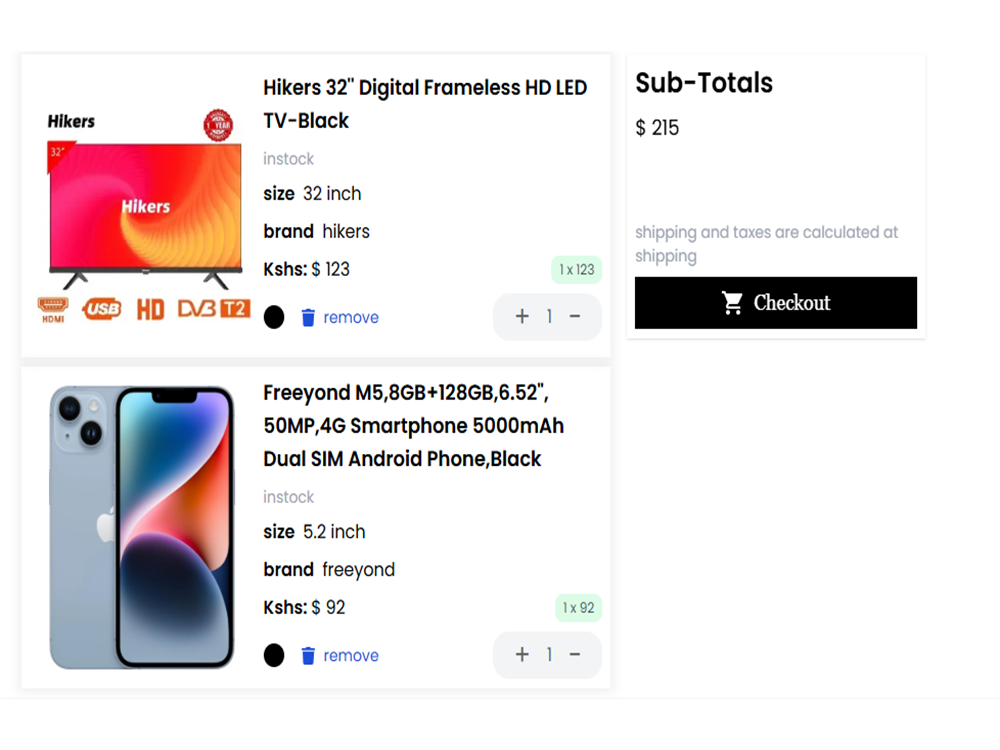 Hikers
1 YEAR
32"
Hikers
HDMI
USB
HD
DVB T2
Hikers 32" Digital Frameless HD LED
TV-Black
instock
size 32 inch
brand hikers
Kshs: $ 123
1 x 123
remove
+ 1 −
Freeyond M5,8GB+128GB,6.52",
50MP,4G Smartphone 5000mAh
Dual SIM Android Phone,Black
instock
size 5.2 inch
brand freeyond
Kshs: $ 92
1 x 92
remove
+ 1 −
Sub-Totals
$ 215
shipping and taxes are calculated at
shipping
Checkout